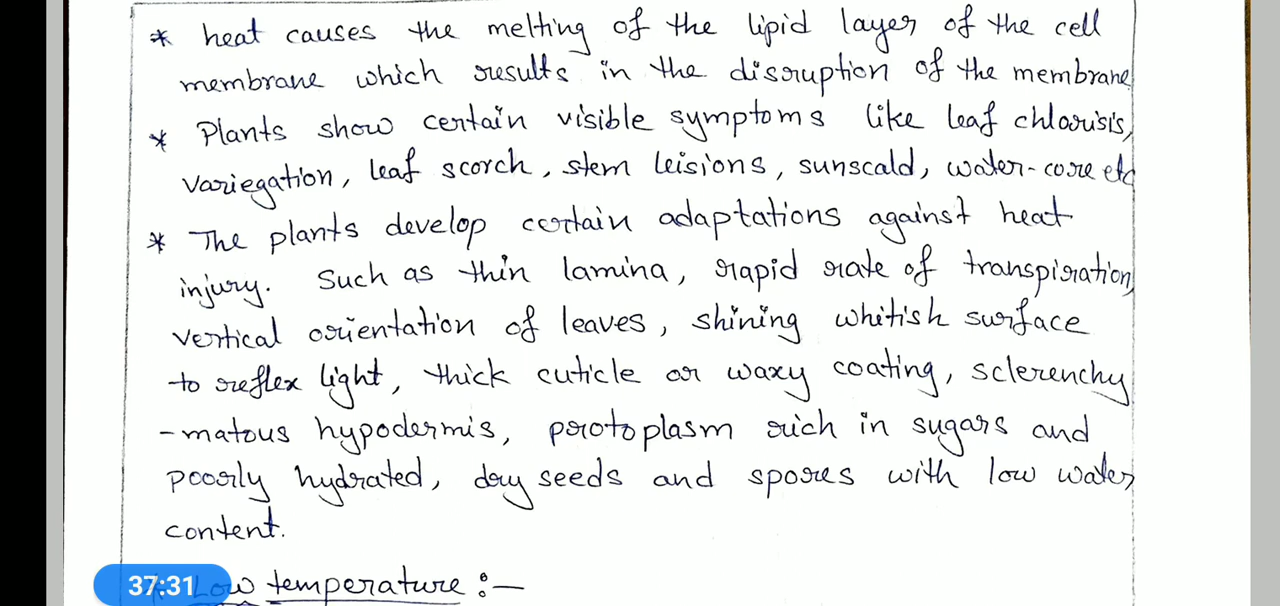 * heat causes the melting of the lipid layer of the cell
membrane which results in the disruption of the membrane
* Plants show certain visible symptoms like leaf chlorisis,
variegation, leaf scorch, stem leisions, sunscald, water-core etc
* The plants develop certain adaptations against heat
injury. Such as thin lamina, rapid rate of transpiration,
vertical orientation of leaves, shining whitish surface
to reflex light, thick cuticle or waxy coating, sclerenchy
-matous hypodermis, protoplasm rich in sugars and
poorly hydrated, dry seeds and spores with low water,
content.
37:31 Low temperature :-